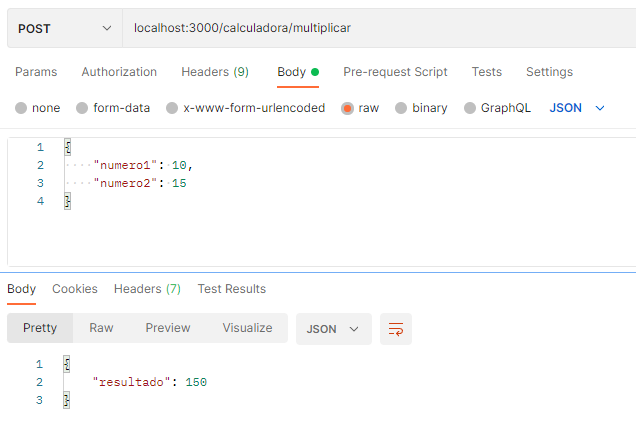 POST localhost:3000/calculadora/multiplicar
Params Authorization Headers (9) Body Pre-request Script Tests Settings
none form-data x-www-form-urlencoded raw binary GraphQL JSON
1 {
2 "numero1": 10,
3 "numero2": 15
4 }
Body Cookies Headers (7) Test Results
Pretty Raw Preview Visualize JSON
1 {
2 "resultado": 150
3 }